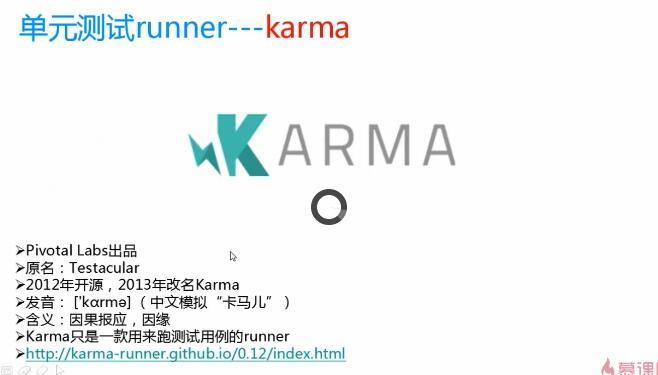 单元测试runner---karma
KARMA
➢Pivotal Labs出品
➢原名：Testacular
➢2012年开源，2013年改名Karma
➢发音： ['kɑrmə] （ 中文模拟“卡马儿” ）
➢含义：因果报应，因缘
➢Karma只是一款用来跑测试用例的runner
➢http://karma-runner.github.io/0.12/index.html
慕课